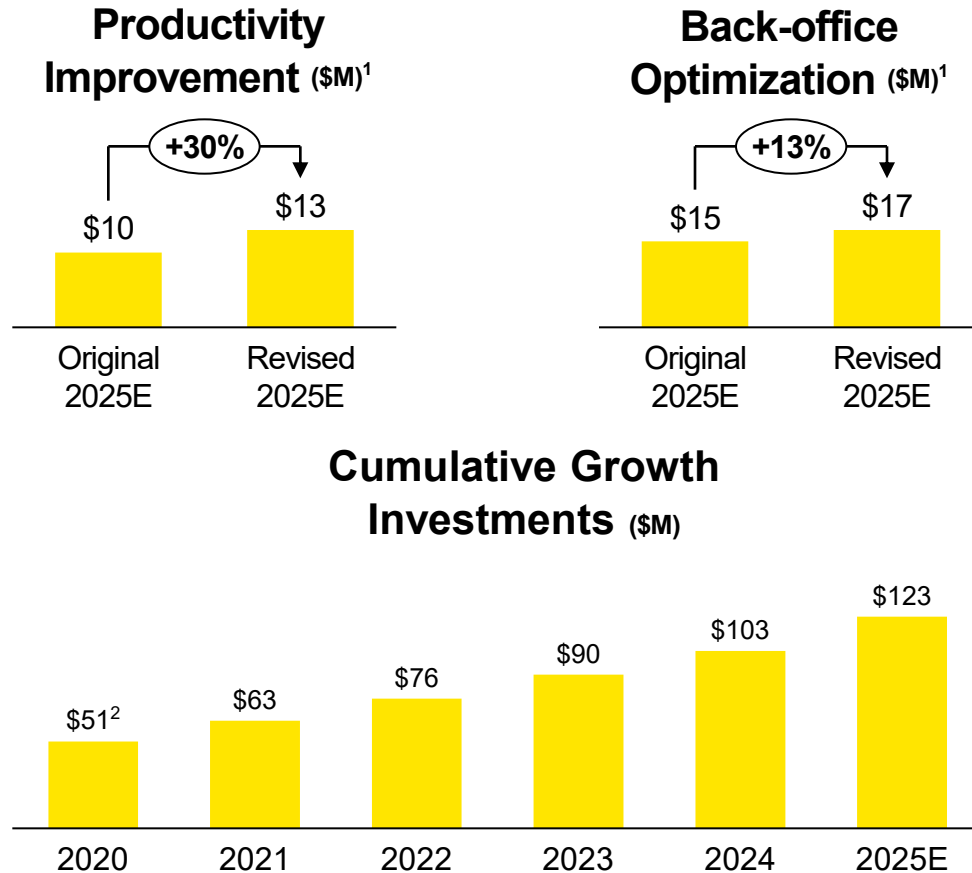 Productivity
Improvement ($M)¹
+30%
$10
$13
Original
2025E
Revised
2025E
Back-office
Optimization ($M)¹
+13%
$15
$17
Original
2025E
Revised
2025E
Cumulative Growth
Investments ($M)
$51²
$63
$76
$90
$103
$123
2020
2021
2022
2023
2024
2025E